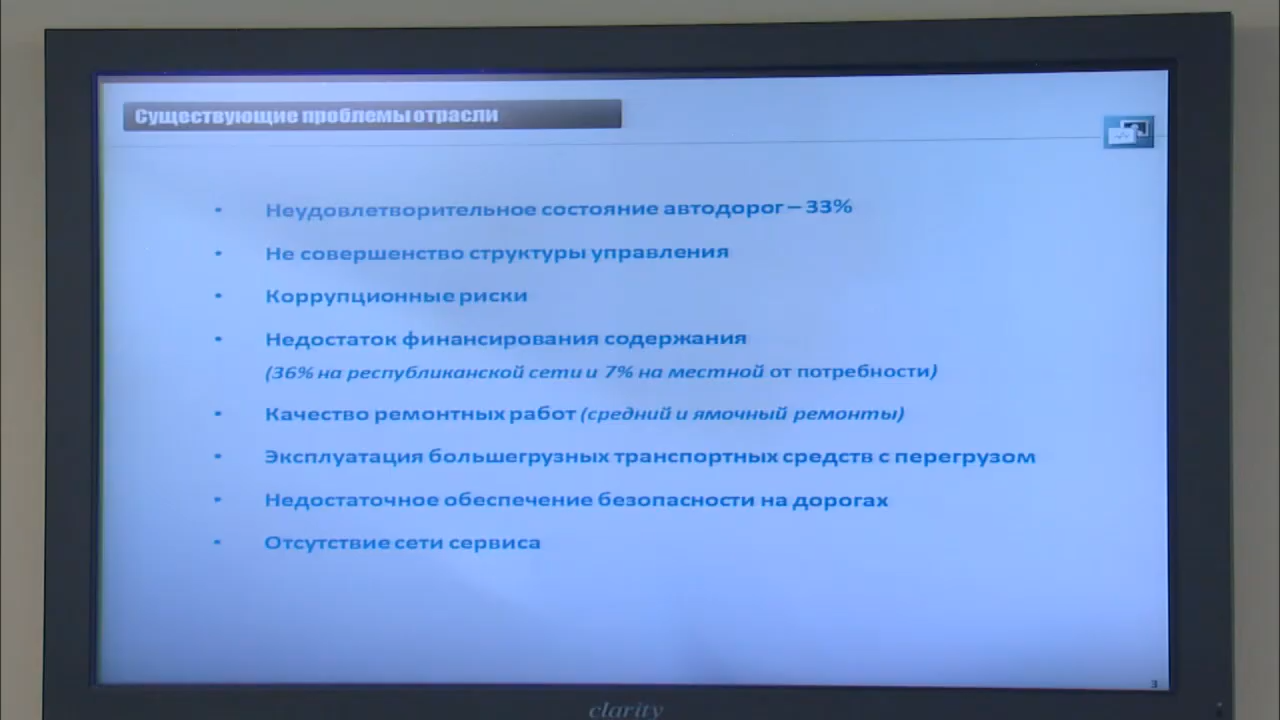 Существующие проблемы отрасли
• Неудовлетворительное состояние автодорог – 33%
• Не совершенство структуры управления
• Коррупционные риски
• Недостаток финансирования содержания
(36% на республиканской сети и 7% на местной от потребности)
• Качество ремонтных работ (средний и ямочный ремонты)
• Эксплуатация большегрузных транспортных средств с перегрузом
• Недостаточное обеспечение безопасности на дорогах
• Отсутствие сети сервиса
3
clarity